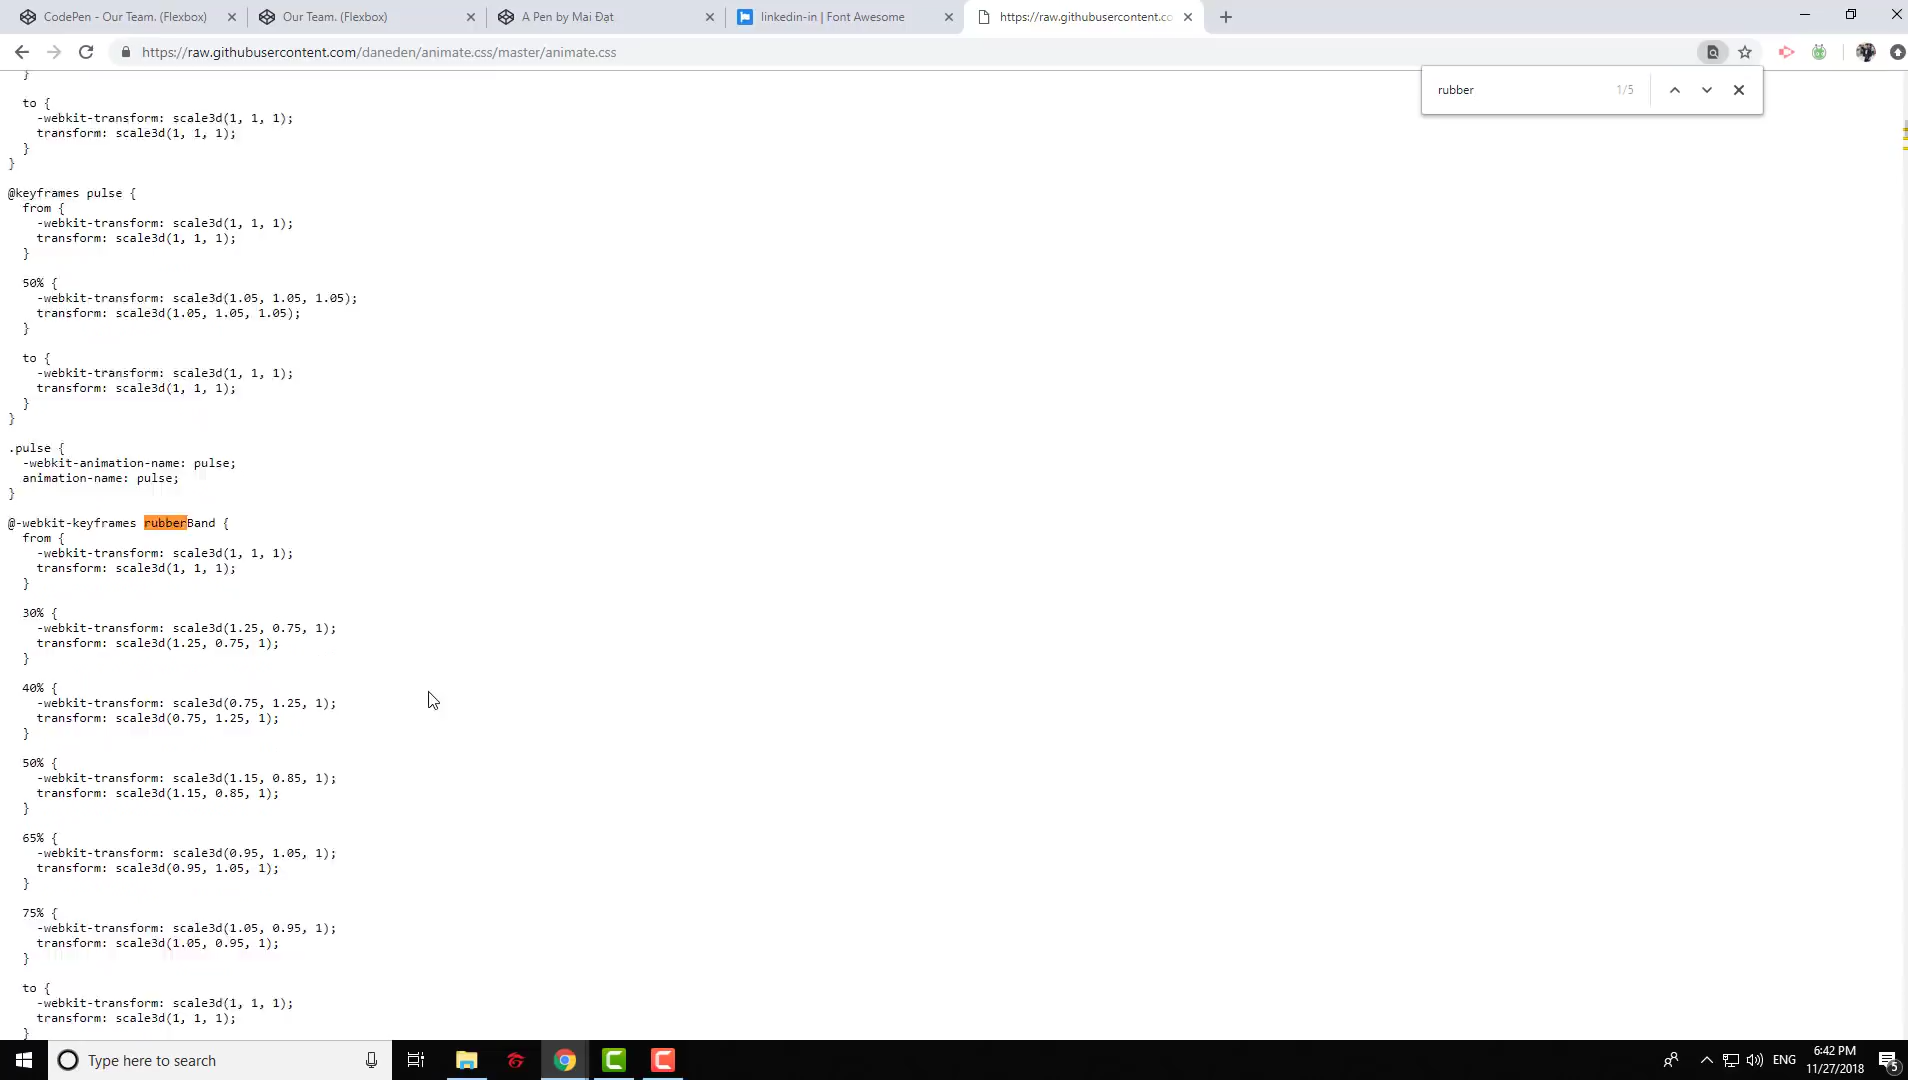 CodePen - Our Team. (Flexbox)
Our Team. (Flexbox)
A Pen by Mai Đạt
linkedin-in | Font Awesome
https://raw.githubusercontent.co
https://raw.githubusercontent.com/daneden/animate.css/master/animate.css
rubber
1/5
}
to {
-webkit-transform: scale3d(1, 1, 1);
transform: scale3d(1, 1, 1);
}
}
@keyframes pulse {
from {
-webkit-transform: scale3d(1, 1, 1);
transform: scale3d(1, 1, 1);
}
50% {
-webkit-transform: scale3d(1.05, 1.05, 1.05);
transform: scale3d(1.05, 1.05, 1.05);
}
to {
-webkit-transform: scale3d(1, 1, 1);
transform: scale3d(1, 1, 1);
}
}
.pulse {
-webkit-animation-name: pulse;
animation-name: pulse;
}
@-webkit-keyframes rubberBand {
from {
-webkit-transform: scale3d(1, 1, 1);
transform: scale3d(1, 1, 1);
}
30% {
-webkit-transform: scale3d(1.25, 0.75, 1);
transform: scale3d(1.25, 0.75, 1);
}
40% {
-webkit-transform: scale3d(0.75, 1.25, 1);
transform: scale3d(0.75, 1.25, 1);
}
50% {
-webkit-transform: scale3d(1.15, 0.85, 1);
transform: scale3d(1.15, 0.85, 1);
}
65% {
-webkit-transform: scale3d(0.95, 1.05, 1);
transform: scale3d(0.95, 1.05, 1);
}
75% {
-webkit-transform: scale3d(1.05, 0.95, 1);
transform: scale3d(1.05, 0.95, 1);
}
to {
-webkit-transform: scale3d(1, 1, 1);
transform: scale3d(1, 1, 1);
}
Type here to search
ENG
6:42 PM
11/27/2018
5